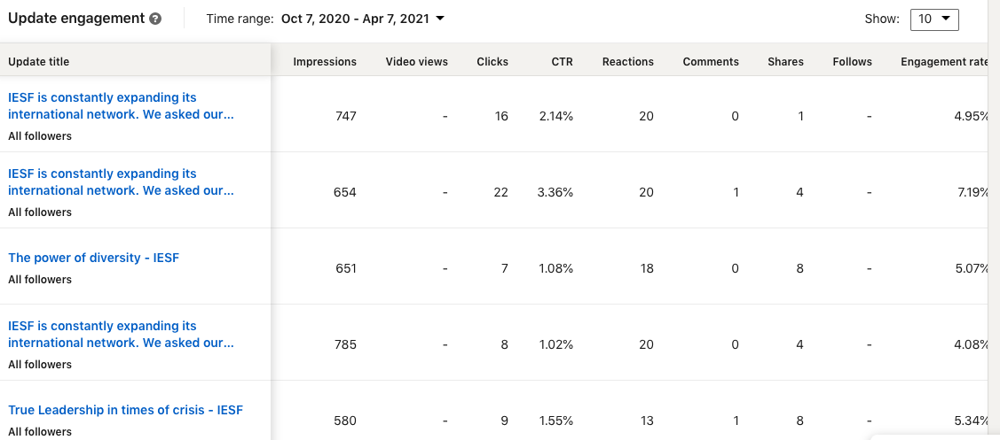 Update engagement ?
Time range: Oct 7, 2020 - Apr 7, 2021
Show: 10
Update title Impressions Video views Clicks CTR Reactions Comments Shares Follows Engagement rate
IESF is constantly expanding its
international network. We asked our...
All followers
747 - 16 2.14% 20 0 1 - 4.95%
IESF is constantly expanding its
international network. We asked our...
All followers
654 - 22 3.36% 20 1 4 - 7.19%
The power of diversity - IESF
All followers
651 - 7 1.08% 18 0 8 - 5.07%
IESF is constantly expanding its
international network. We asked our...
All followers
785 - 8 1.02% 20 0 4 - 4.08%
True Leadership in times of crisis - IESF
All followers
580 - 9 1.55% 13 1 8 - 5.34%